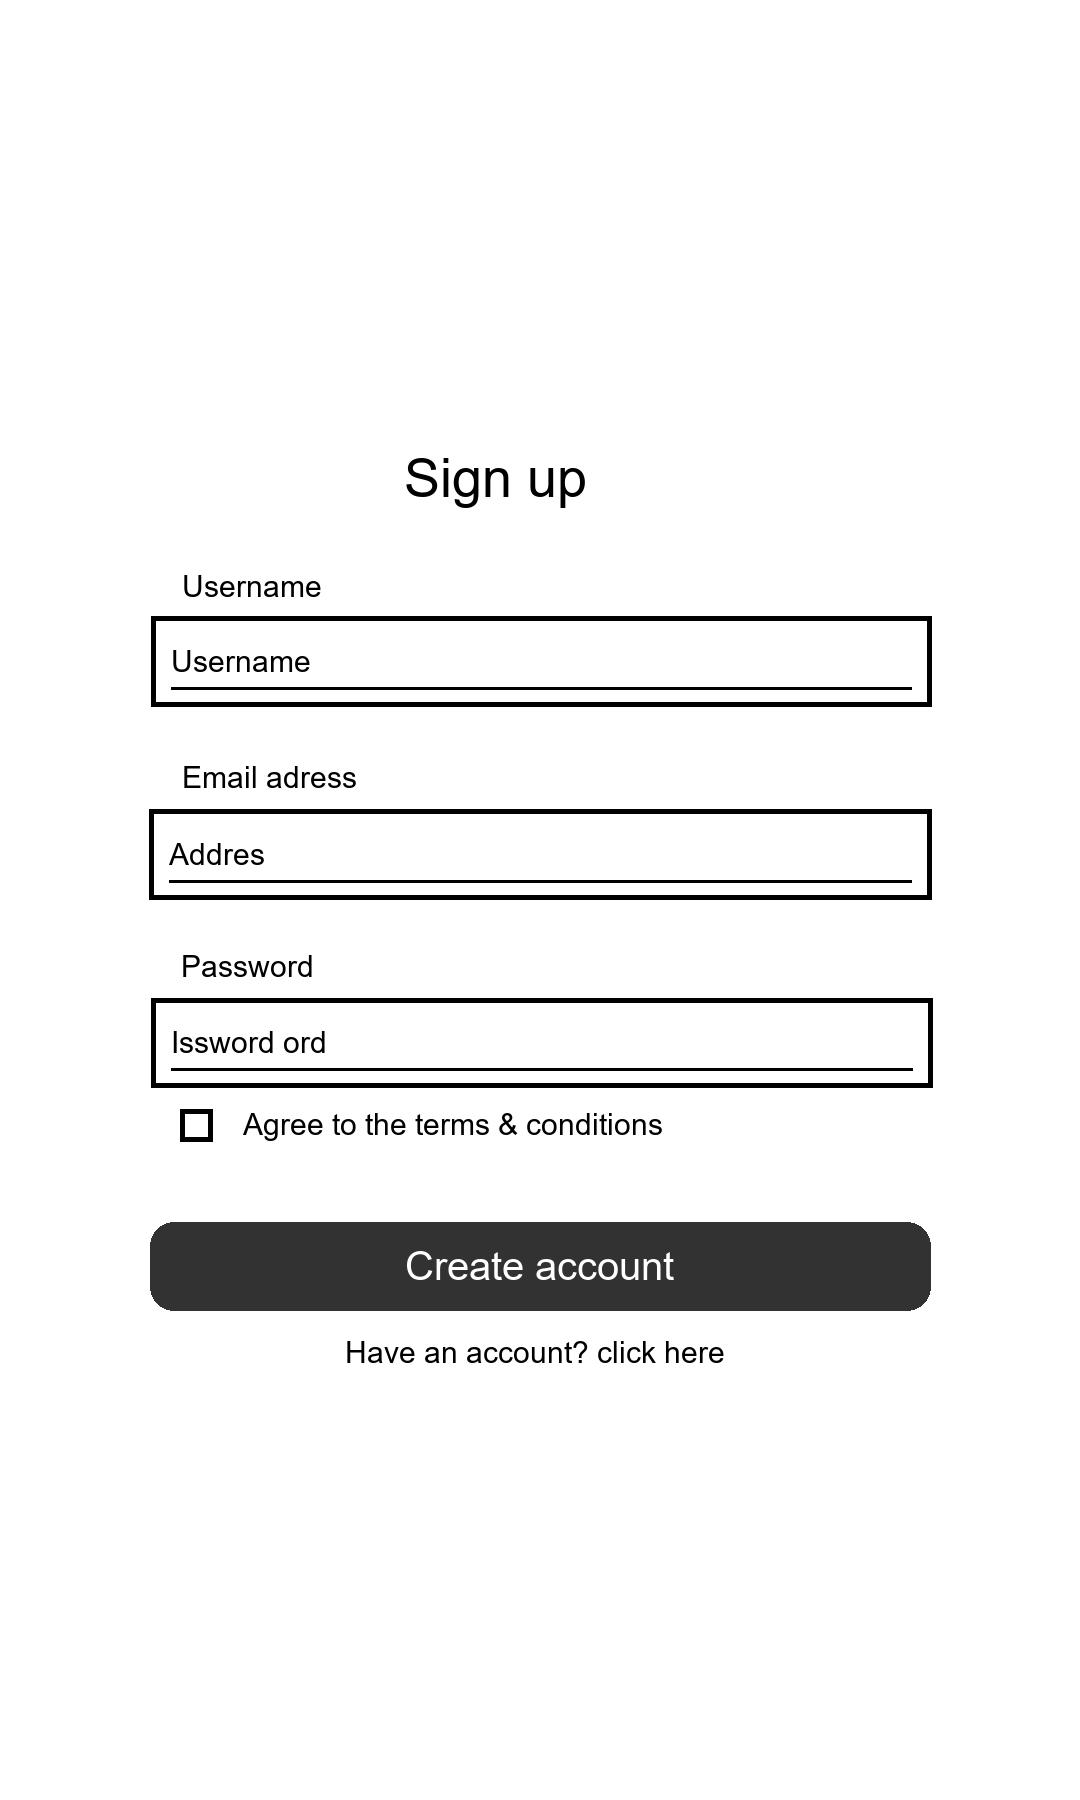 Sign up
Username
Username
Email adress
Addres
Password
Issword ord
Agree to the terms & conditions
Create account
Have an account? click here